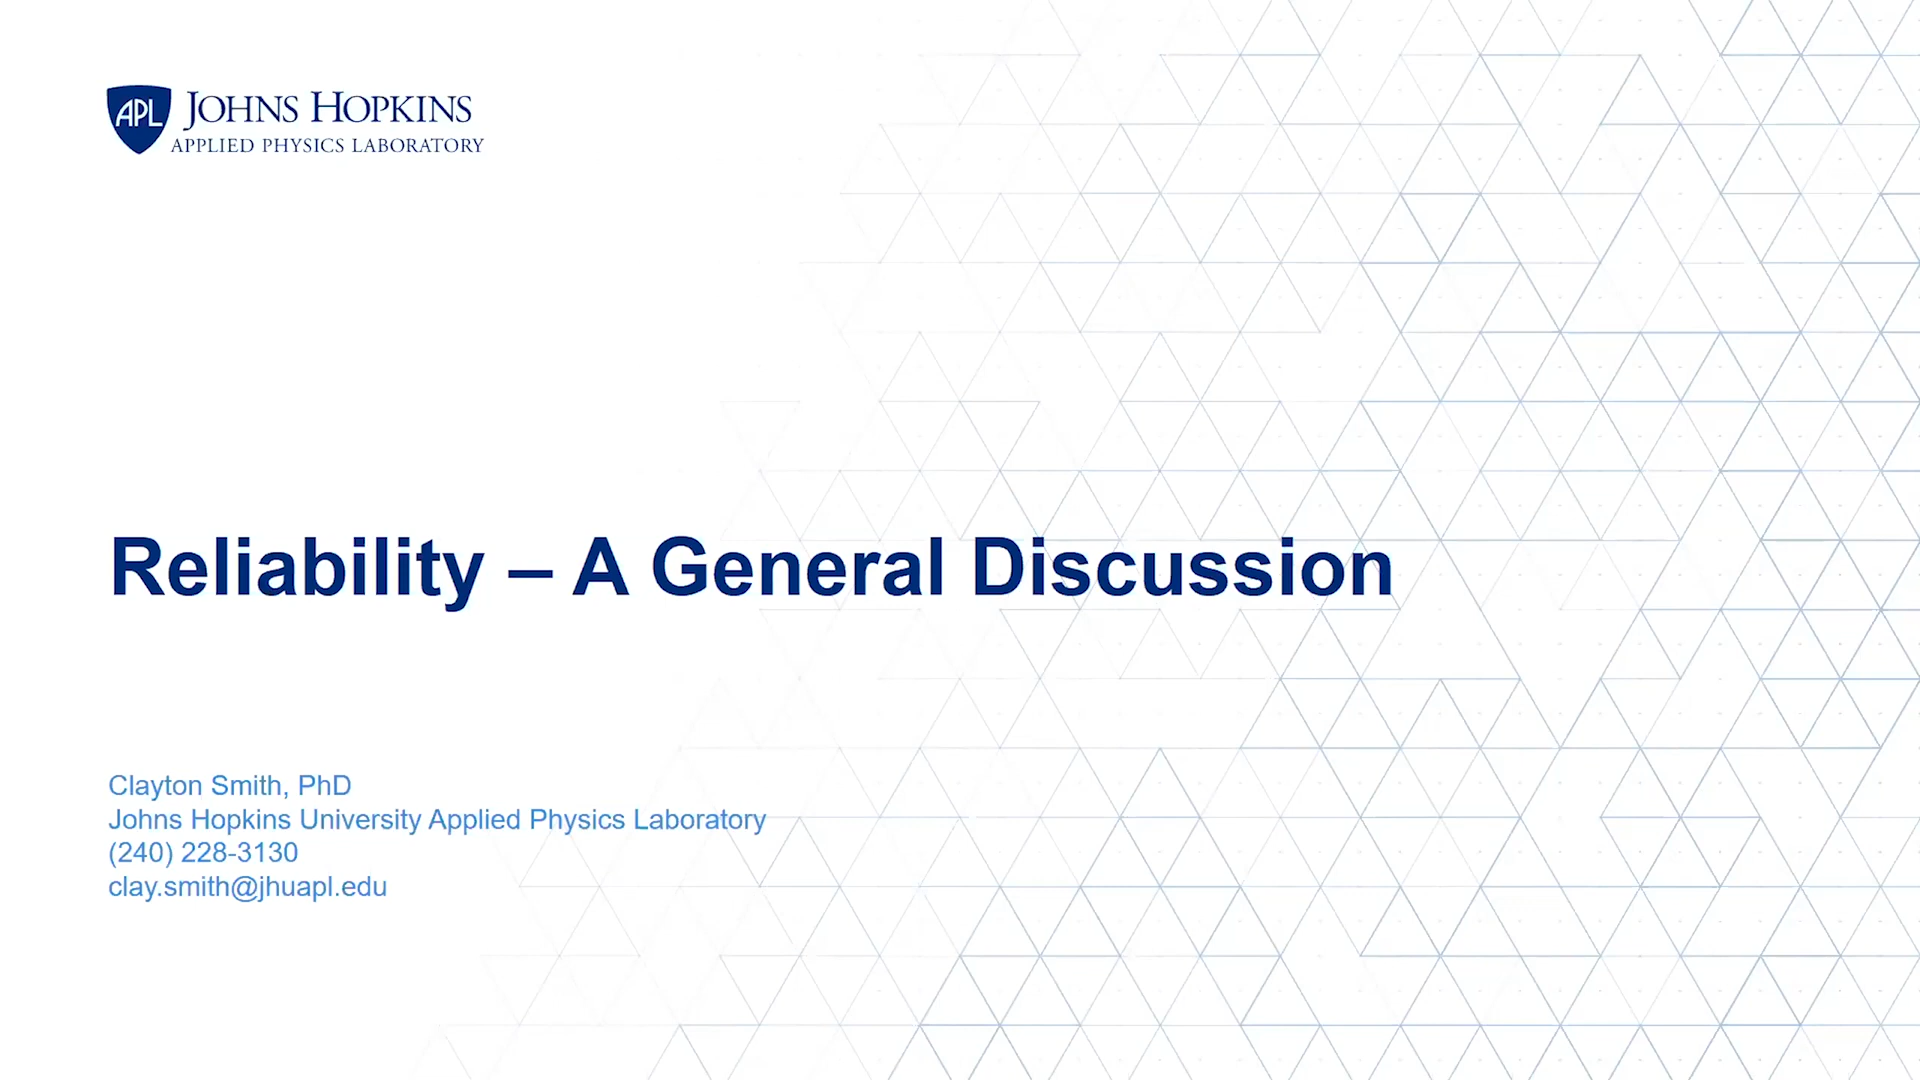 APL JOHNS HOPKINS
APPLIED PHYSICS LABORATORY
Reliability – A General Discussion
Clayton Smith, PhD
Johns Hopkins University Applied Physics Laboratory
(240) 228-3130
clay.smith@jhuapl.edu